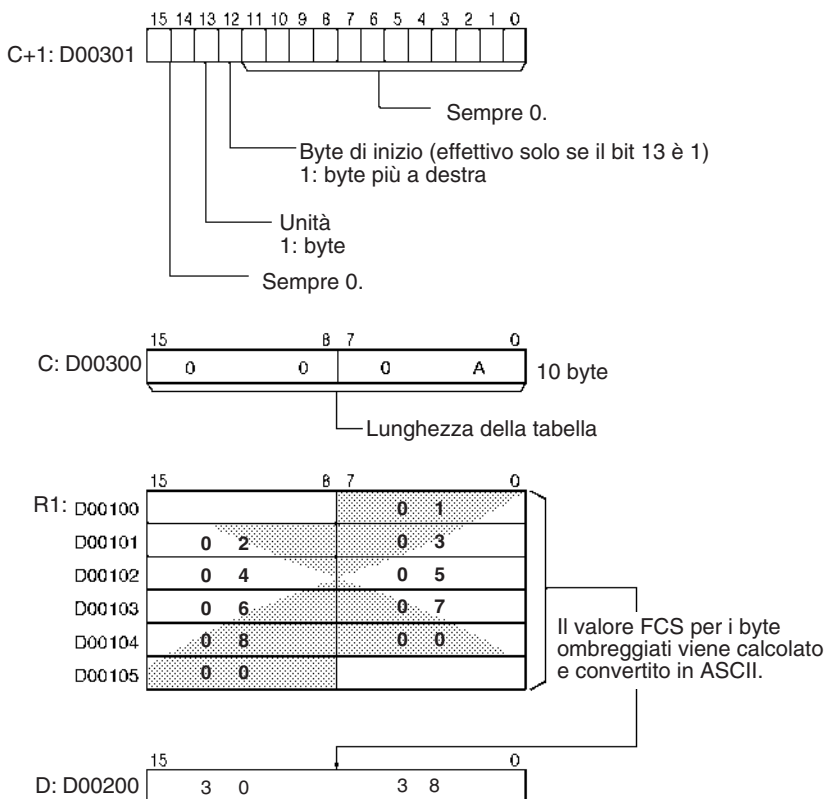 15 14 13 12 11 10 9 8 7 6 5 4 3 2 1 0
C+1: D00301
Sempre 0.
Byte di inizio (effettivo solo se il bit 13 è 1)
1: byte più a destra
Unità
1: byte
Sempre 0.
15 8 7 0
C: D00300 0 0 0 A 10 byte
Lunghezza della tabella
15 8 7 0
R1: D00100 0 1
D00101 0 2 0 3
D00102 0 4 0 5
D00103 0 6 0 7
D00104 0 8 0 0
D00105 0 0
Il valore FCS per i byte
ombreggiati viene calcolato
e convertito in ASCII.
15 0
D: D00200 3 0 3 8